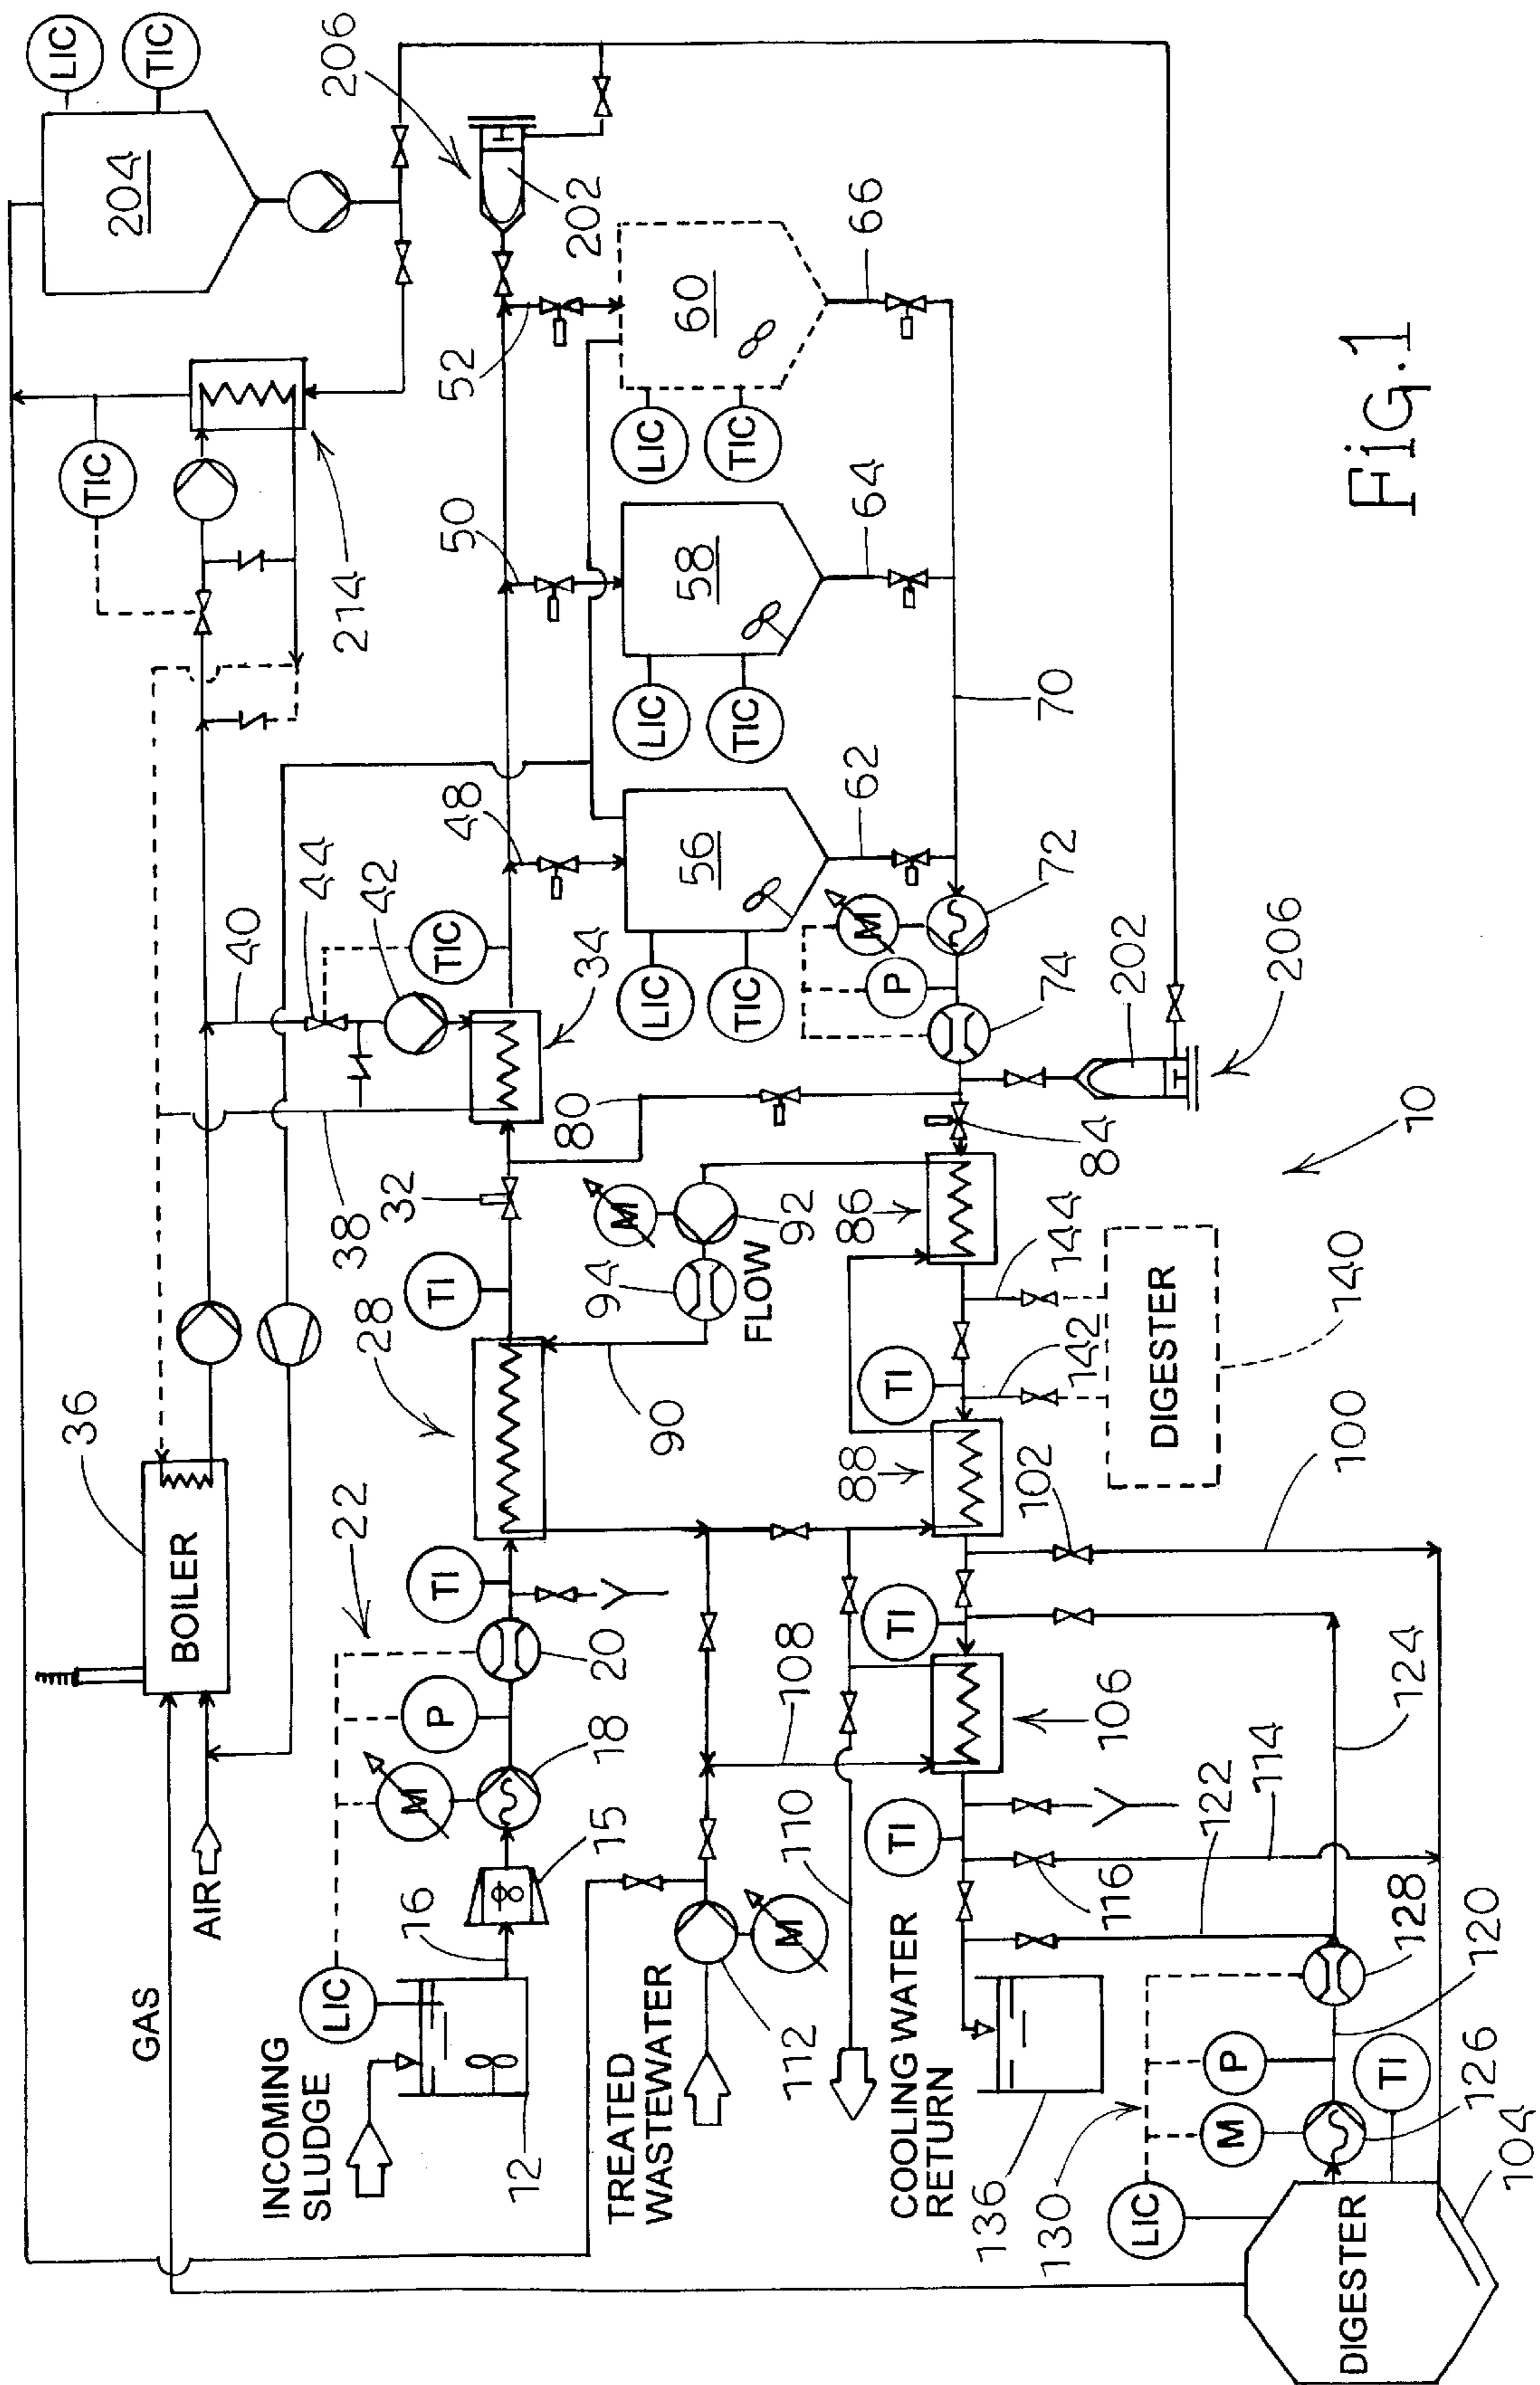 GAS
AIR
BOILER
36
INCOMING
SLUDGE
LIC
12
16
15
M
18
P
20
22
TI
28
TI
32
38
34
40
44
42
TIC
48
50
52
TIC
214
204
LIC
TIC
206
202
LIC
TIC
56
62
LIC
TIC
58
64
LIC
TIC
60
66
70
72
M
P
74
202
206
80
84
86
M
92
94
FLOW
90
88
TI
142
144
DIGESTER
140
100
102
TI
106
108
TREATED
WASTEWATER
112
M
110
COOLING WATER
RETURN
TI
116
114
122
124
136
128
120
130
LIC
M
P
126
TI
DIGESTER
104
10
Fig.1